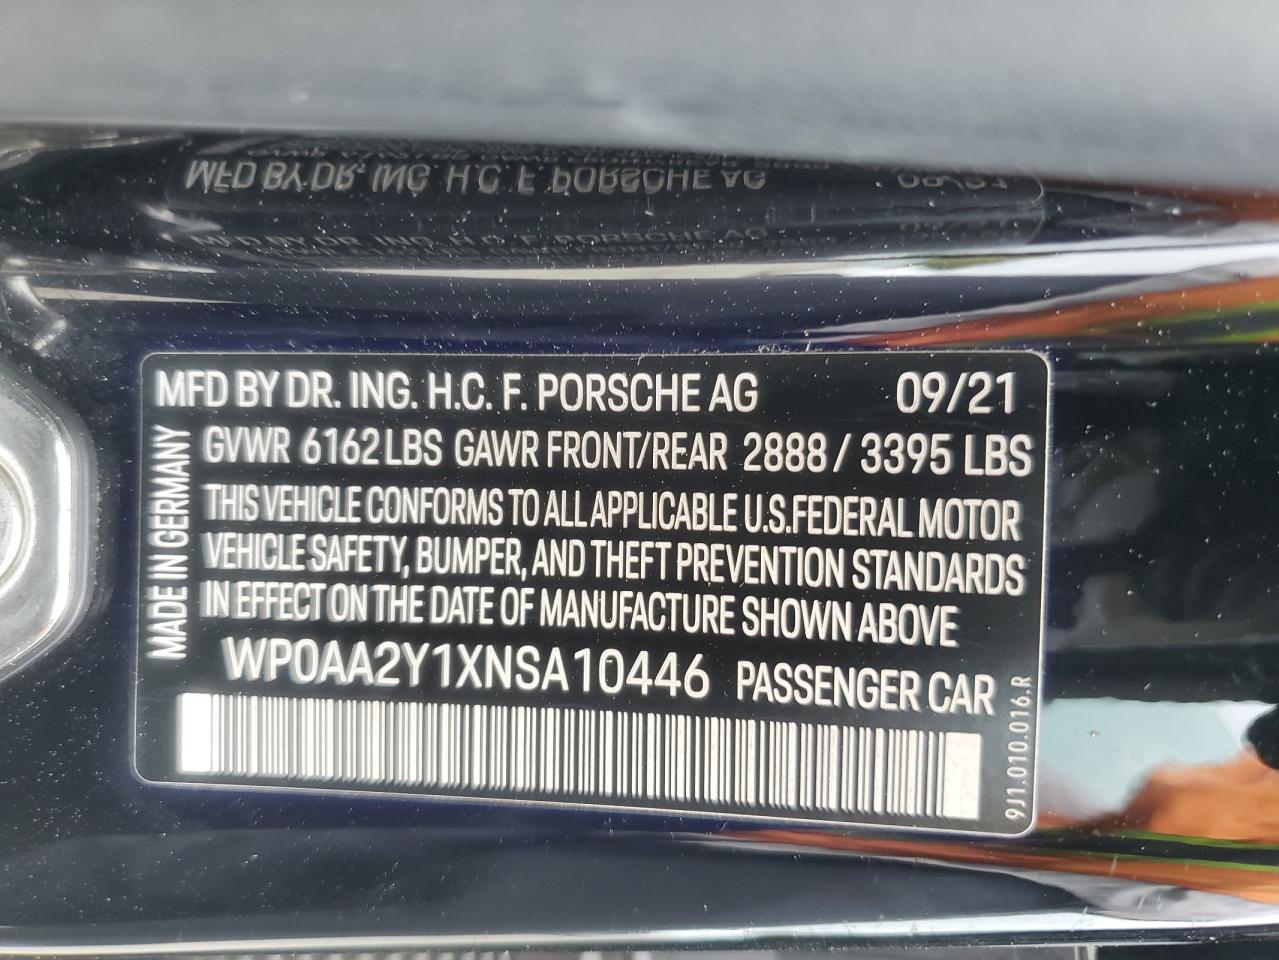 MFD BY DR. ING. H.C. F. PORSCHE AG 09/21
GVWR 6162 LBS GAWR FRONT/REAR 2888 / 3395 LBS
THIS VEHICLE CONFORMS TO ALL APPLICABLE U.S.FEDERAL MOTOR
VEHICLE SAFETY, BUMPER, AND THEFT PREVENTION STANDARDS
IN EFFECT ON THE DATE OF MANUFACTURE SHOWN ABOVE
WP0AA2Y1XNSA10446 PASSENGER CAR
MADE IN GERMANY
9J1.010.016.R